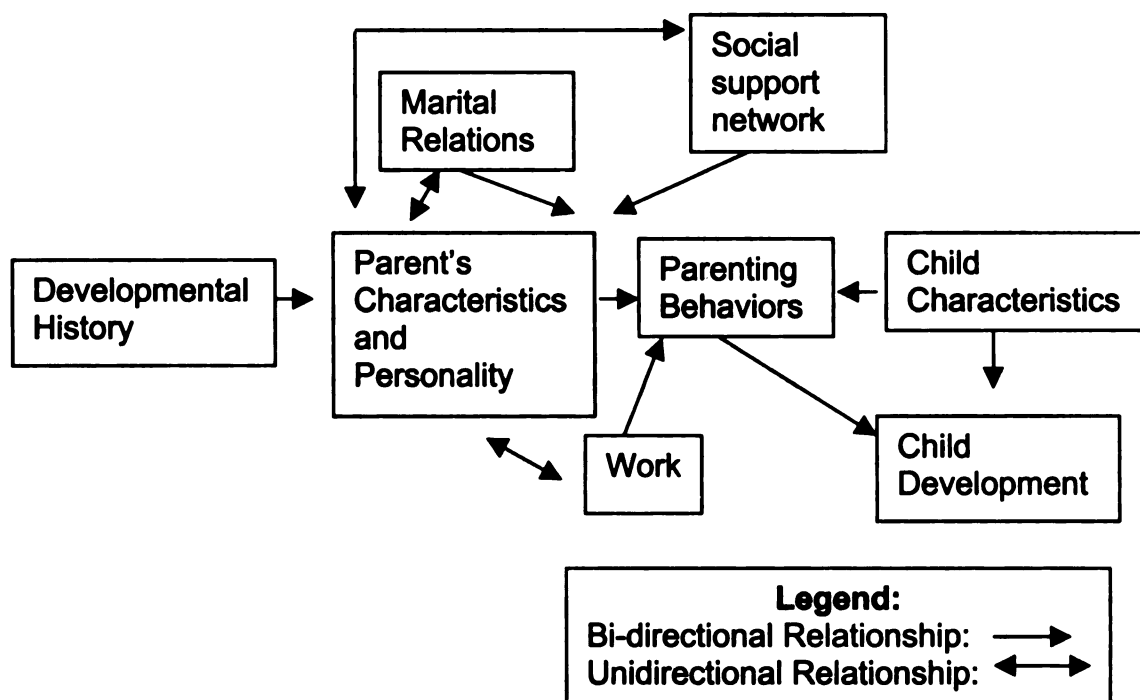 Social
support
network
Marital
Relations
Developmental
History
Parent's
Characteristics
and
Personality
Parenting
Behaviors
Child
Characteristics
Work
Child
Development
Legend:
Bi-directional Relationship:
Unidirectional Relationship: